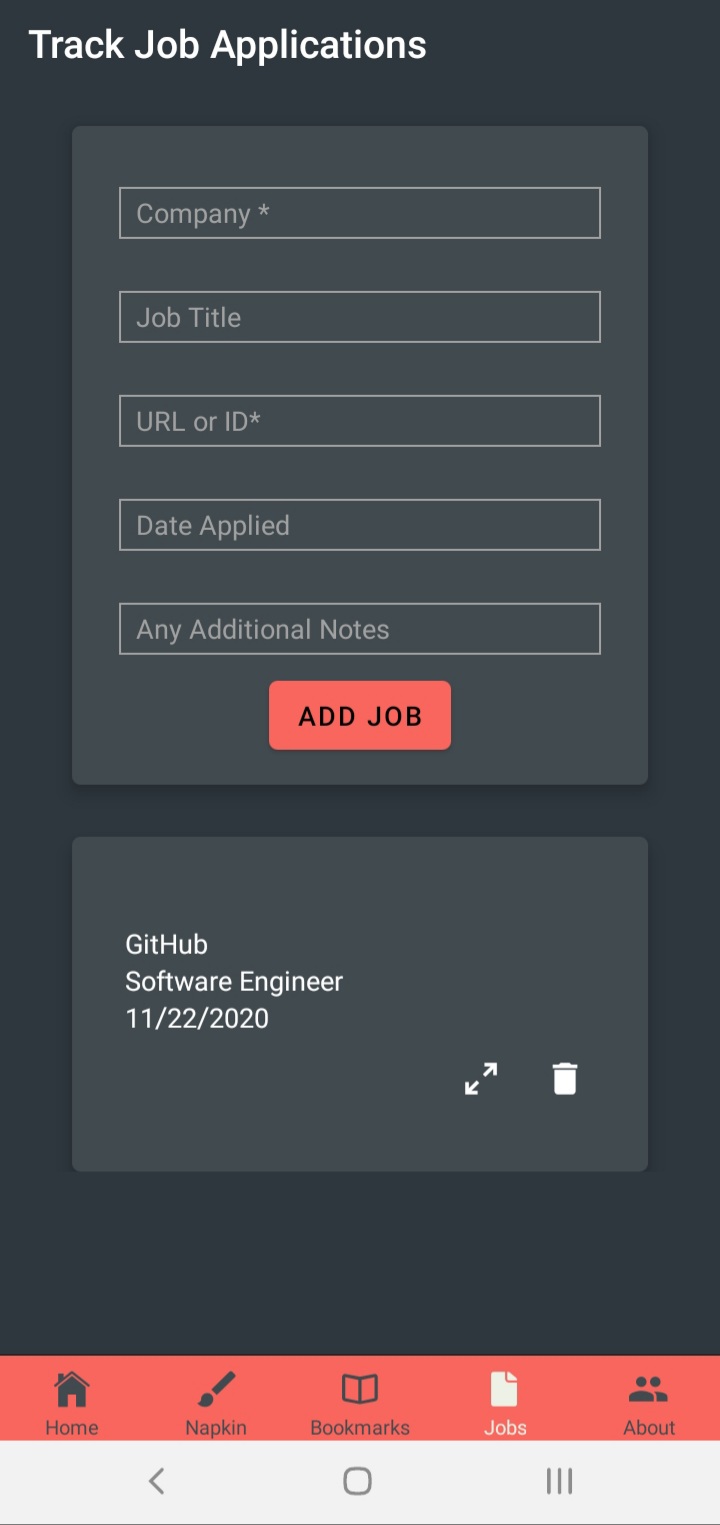 Track Job Applications
Company *
Job Title
URL or ID*
Date Applied
Any Additional Notes
ADD JOB
GitHub
Software Engineer
11/22/2020
Home
Napkin
Bookmarks
Jobs
About